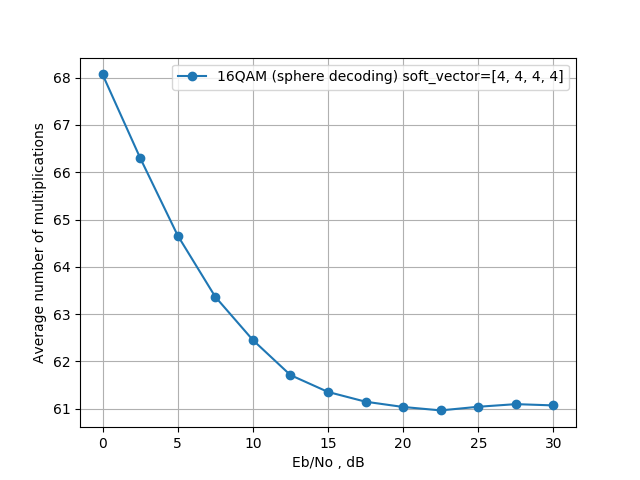 16QAM (sphere decoding) soft_vector=[4, 4, 4, 4]
68
67
66
65
64
63
62
61
Average number of multiplications
0 5 10 15 20 25 30
Eb/No , dB